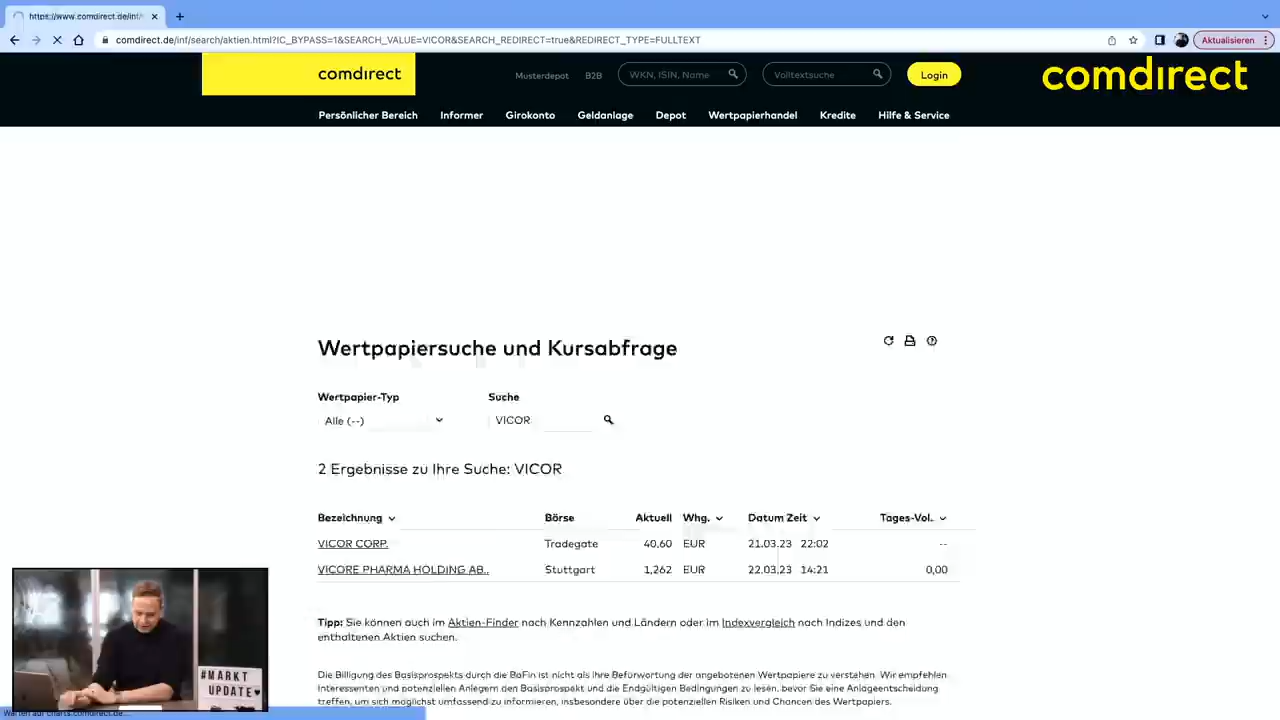 https://www.comdirect.de/inf/
comdirect.de/inf/search/aktien.html?IC_BYPASS=1&SEARCH_VALUE=VICOR&SEARCH_REDIRECT=true&REDIRECT_TYPE=FULLTEXT
Aktualisieren
comdirect
Musterdepot B2B WKN, ISIN, Name Volltextsuche Login
comdirect
Persönlicher Bereich Informer Girokonto Geldanlage Depot Wertpapierhandel Kredite Hilfe & Service
Wertpapiersuche und Kursabfrage
Wertpapier-Typ Suche
Alle (--) VICOR
2 Ergebnisse zu Ihre Suche: VICOR
Bezeichnung Börse Aktuell Whg. Datum Zeit Tages-Vol.
VICOR CORP. Tradegate 40,60 EUR 21.03.23 22:02 --
VICORE PHARMA HOLDING AB.. Stuttgart 1,262 EUR 22.03.23 14:21 0,00
Tipp: Sie können auch im Aktien-Finder nach Kennzahlen und Ländern oder im Indexvergleich nach Indizes und den
enthaltenen Aktien suchen.
Die Billigung des Basisprospekts durch die BaFin ist nicht als ihre Befürwortung der angebotenen Wertpapiere zu verstehen. Wir empfehlen
Interessenten und potenziellen Anlegern den Basisprospekt und die Endgültigen Bedingungen zu lesen, bevor Sie eine Anlageentscheidung
treffen, um sich möglichst umfassend zu informieren, insbesondere über die potenziellen Risiken und Chancen des Wertpapiers.
#MARKT
UPDATE♥
Warten auf charts.comdirect.de...